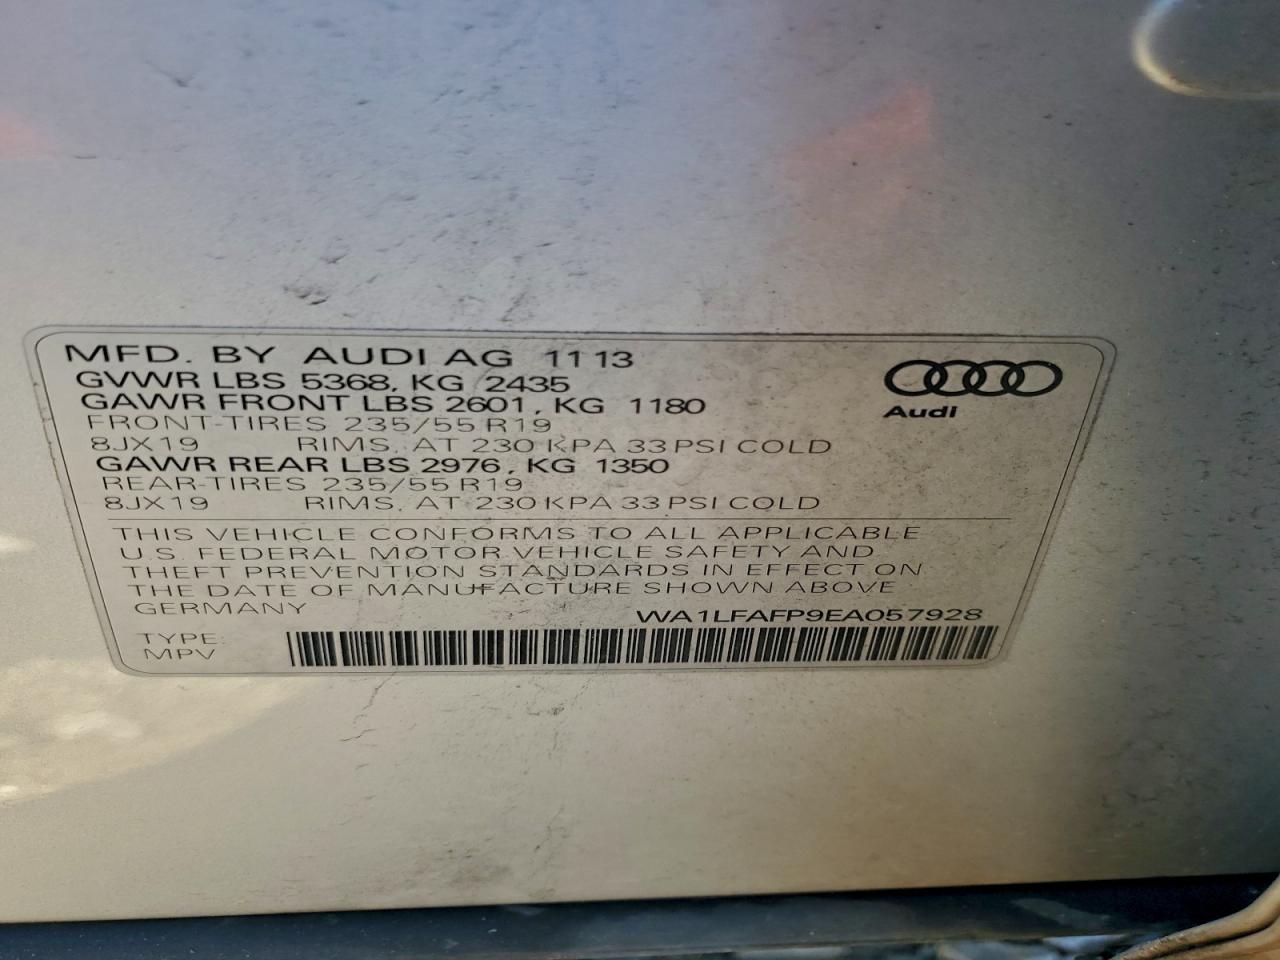 MFD. BY AUDI AG 11 13
GVWR LBS 5368, KG 2435
GAWR FRONT LBS 2601, KG 1180
FRONT-TIRES 235/55 R19
8JX19 RIMS, AT 230 KPA 33 PSI COLD
GAWR REAR LBS 2976, KG 1350
REAR-TIRES 235/55 R19
8JX19 RIMS, AT 230 KPA 33 PSI COLD
Audi
THIS VEHICLE CONFORMS TO ALL APPLICABLE
U.S. FEDERAL MOTOR VEHICLE SAFETY AND
THEFT PREVENTION STANDARDS IN EFFECT ON
THE DATE OF MANUFACTURE SHOWN ABOVE
GERMANY WA1LFAFP9EA057928
TYPE:
MPV